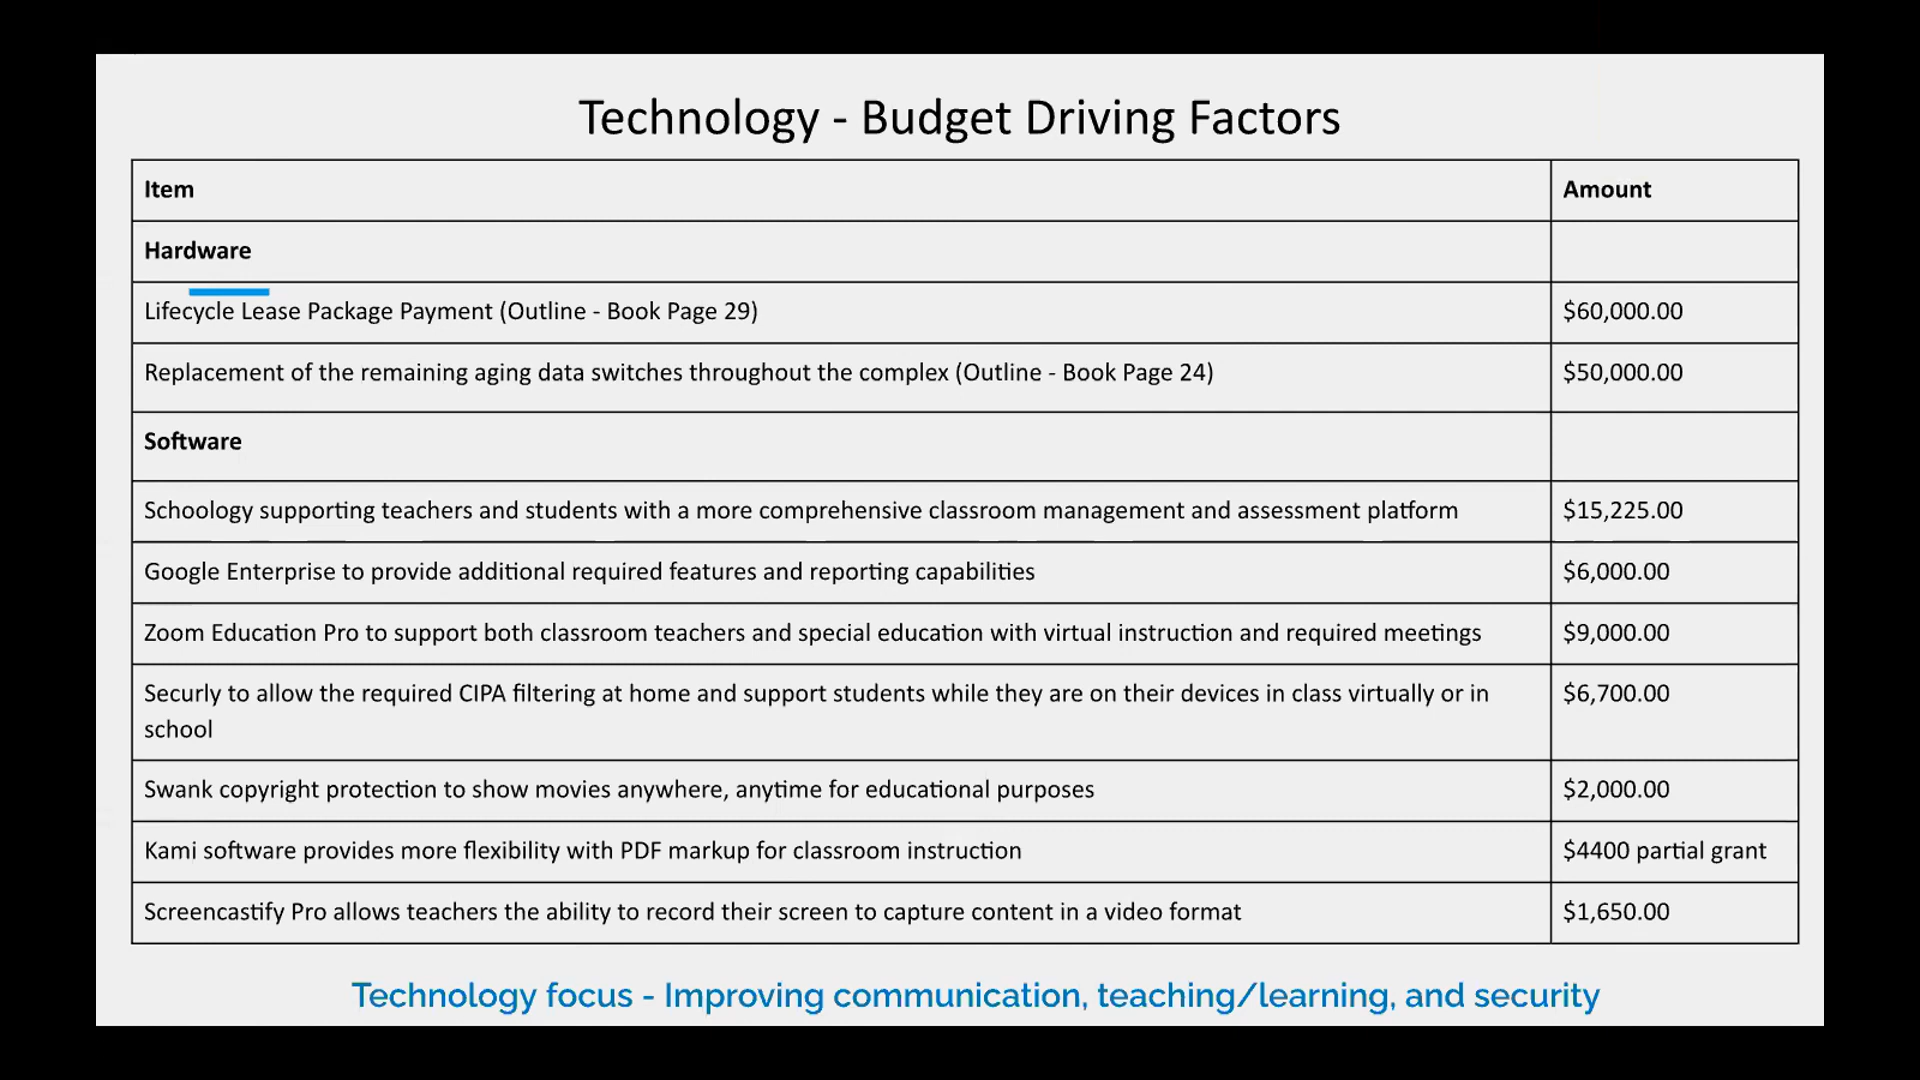 Technology - Budget Driving Factors
Item Amount
Hardware
Lifecycle Lease Package Payment (Outline - Book Page 29) $60,000.00
Replacement of the remaining aging data switches throughout the complex (Outline - Book Page 24) $50,000.00
Software
Schoology supporting teachers and students with a more comprehensive classroom management and assessment platform $15,225.00
Google Enterprise to provide additional required features and reporting capabilities $6,000.00
Zoom Education Pro to support both classroom teachers and special education with virtual instruction and required meetings $9,000.00
Securly to allow the required CIPA filtering at home and support students while they are on their devices in class virtually or in $6,700.00
school
Swank copyright protection to show movies anywhere, anytime for educational purposes $2,000.00
Kami software provides more flexibility with PDF markup for classroom instruction $4400 partial grant
Screencastify Pro allows teachers the ability to record their screen to capture content in a video format $1,650.00
Technology focus - Improving communication, teaching/learning, and security